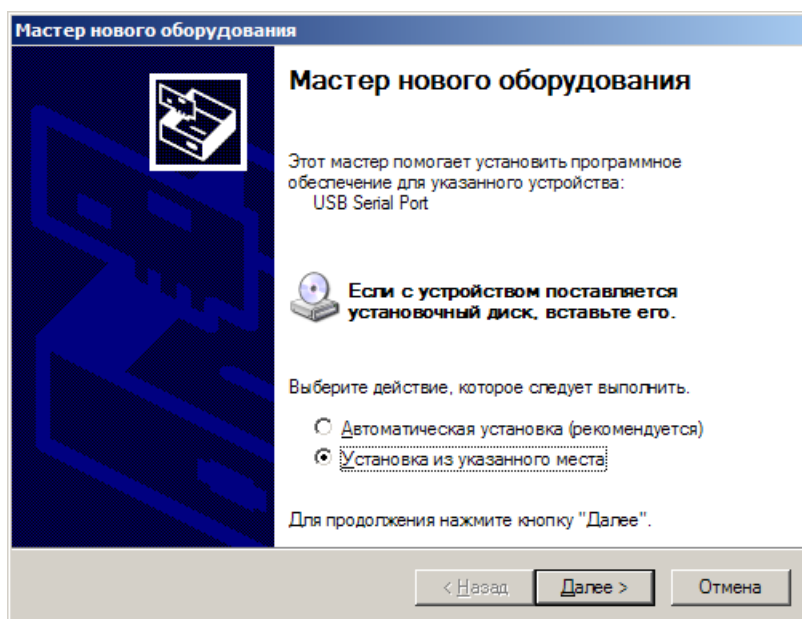 Мастер нового оборудования
Мастер нового оборудования
Этот мастер помогает установить программное
обеспечение для указанного устройства:
USB Serial Port
Если с устройством поставляется
установочный диск, вставьте его.
Выберите действие, которое следует выполнить.
Автоматическая установка (рекомендуется)
Установка из указанного места
Для продолжения нажмите кнопку "Далее".
< Назад Далее > Отмена